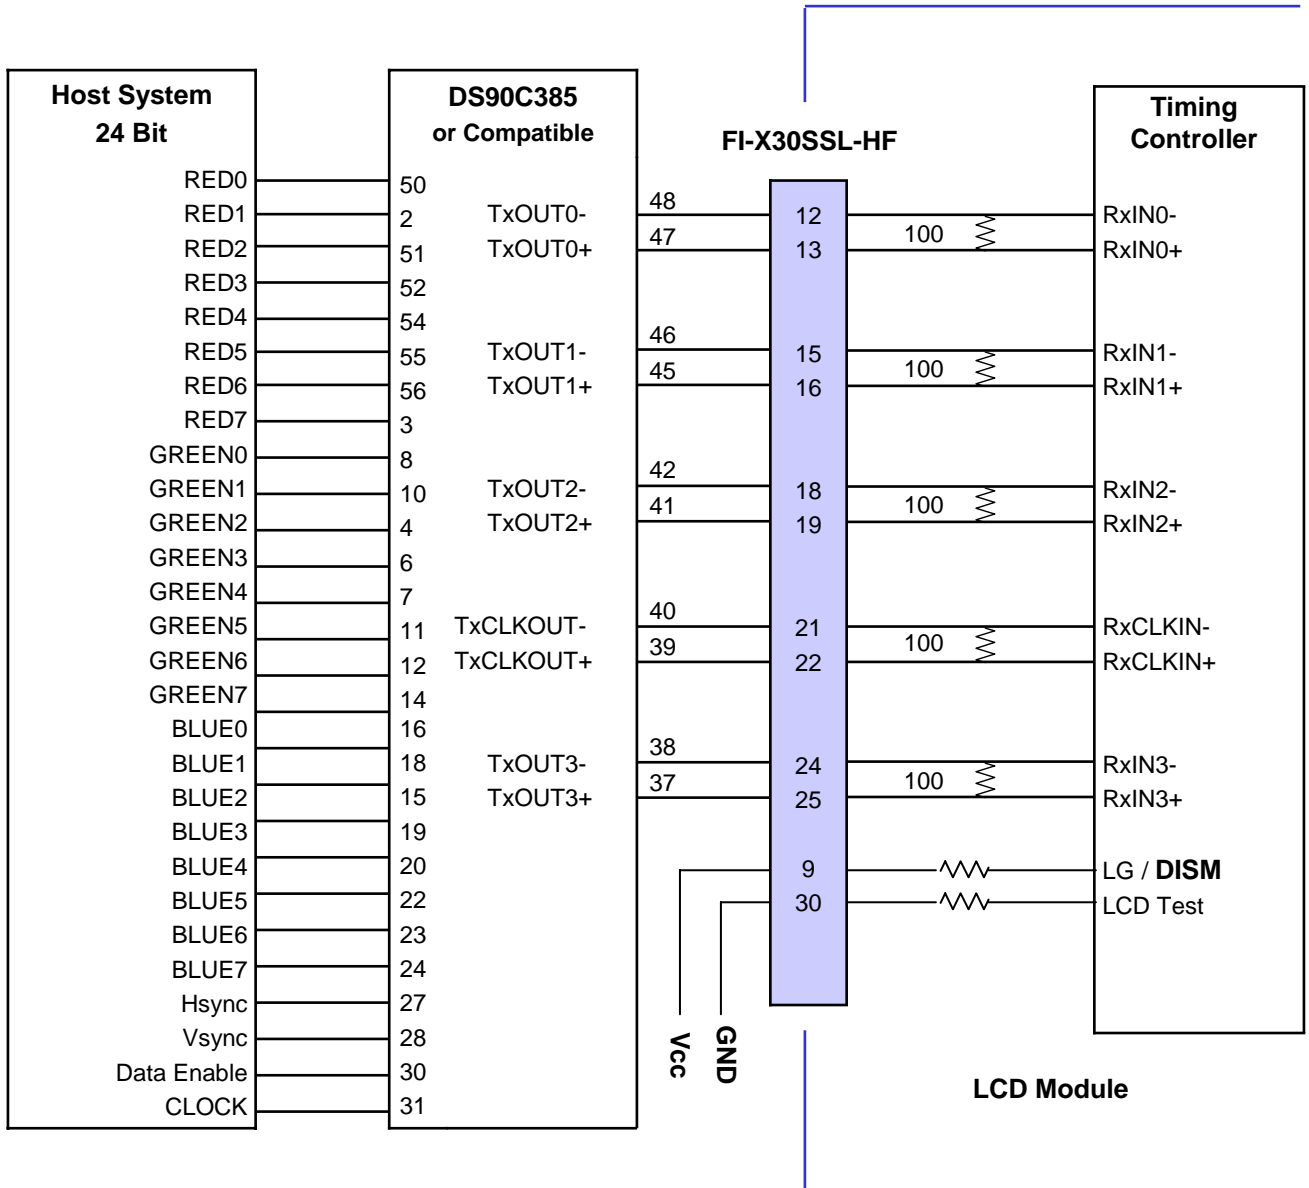 Host System
24 Bit
RED0
RED1
RED2
RED3
RED4
RED5
RED6
RED7
GREEN0
GREEN1
GREEN2
GREEN3
GREEN4
GREEN5
GREEN6
GREEN7
BLUE0
BLUE1
BLUE2
BLUE3
BLUE4
BLUE5
BLUE6
BLUE7
Hsync
Vsync
Data Enable
CLOCK
DS90C385
or Compatible
50
2
51
52
54
55
56
3
8
10
4
6
7
11
12
14
16
18
15
19
20
22
23
24
27
28
30
31
TxOUT0-
TxOUT0+
TxOUT1-
TxOUT1+
TxOUT2-
TxOUT2+
TxCLKOUT-
TxCLKOUT+
TxOUT3-
TxOUT3+
48
47
46
45
42
41
40
39
38
37
Vcc
GND
FI-X30SSL-HF
12
13
15
16
18
19
21
22
24
25
9
30
100
100
100
100
100
Timing
Controller
RxIN0-
RxIN0+
RxIN1-
RxIN1+
RxIN2-
RxIN2+
RxCLKIN-
RxCLKIN+
RxIN3-
RxIN3+
LG / DISM
LCD Test
LCD Module